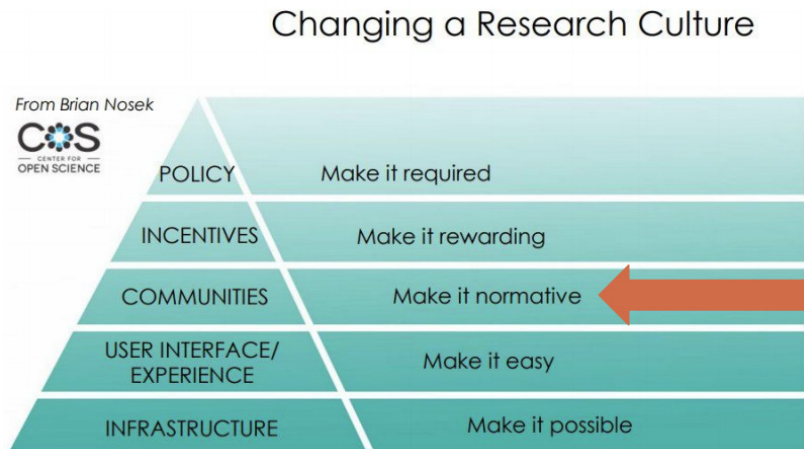 Changing a Research Culture
From Brian Nosek
COS
CENTER FOR
OPEN SCIENCE
POLICY
Make it required
INCENTIVES
Make it rewarding
COMMUNITIES
Make it normative
USER INTERFACE/
EXPERIENCE
Make it easy
INFRASTRUCTURE
Make it possible